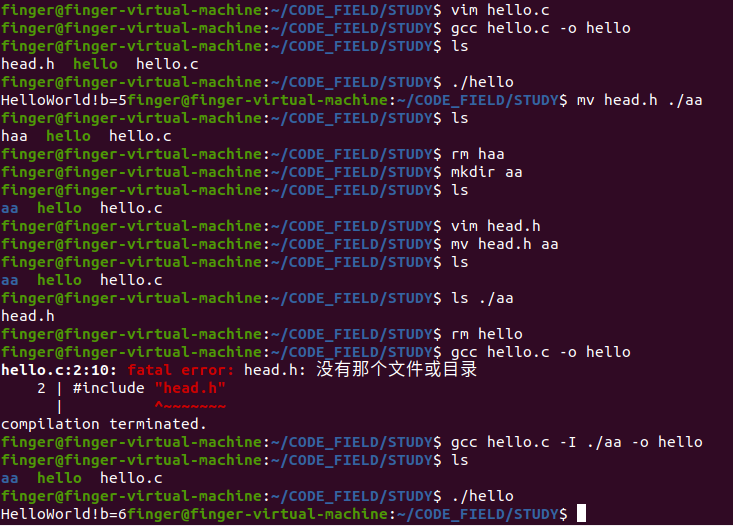 finger@finger-virtual-machine:~/CODE_FIELD/STUDY$ vim hello.c
finger@finger-virtual-machine:~/CODE_FIELD/STUDY$ gcc hello.c -o hello
finger@finger-virtual-machine:~/CODE_FIELD/STUDY$ ls
head.h  hello  hello.c
finger@finger-virtual-machine:~/CODE_FIELD/STUDY$ ./hello
HelloWorld!b=5finger@finger-virtual-machine:~/CODE_FIELD/STUDY$ mv head.h ./aa
finger@finger-virtual-machine:~/CODE_FIELD/STUDY$ ls
haa  hello  hello.c
finger@finger-virtual-machine:~/CODE_FIELD/STUDY$ rm haa
finger@finger-virtual-machine:~/CODE_FIELD/STUDY$ mkdir aa
finger@finger-virtual-machine:~/CODE_FIELD/STUDY$ ls
aa  hello  hello.c
finger@finger-virtual-machine:~/CODE_FIELD/STUDY$ vim head.h
finger@finger-virtual-machine:~/CODE_FIELD/STUDY$ mv head.h aa
finger@finger-virtual-machine:~/CODE_FIELD/STUDY$ ls
aa  hello  hello.c
finger@finger-virtual-machine:~/CODE_FIELD/STUDY$ ls ./aa
head.h
finger@finger-virtual-machine:~/CODE_FIELD/STUDY$ rm hello
finger@finger-virtual-machine:~/CODE_FIELD/STUDY$ gcc hello.c -o hello
hello.c:2:10: fatal error: head.h: 没有那个文件或目录
    2 | #include "head.h"
      |          ^~~~~~~~
compilation terminated.
finger@finger-virtual-machine:~/CODE_FIELD/STUDY$ gcc hello.c -I ./aa -o hello
finger@finger-virtual-machine:~/CODE_FIELD/STUDY$ ls
aa  hello  hello.c
finger@finger-virtual-machine:~/CODE_FIELD/STUDY$ ./hello
HelloWorld!b=6finger@finger-virtual-machine:~/CODE_FIELD/STUDY$